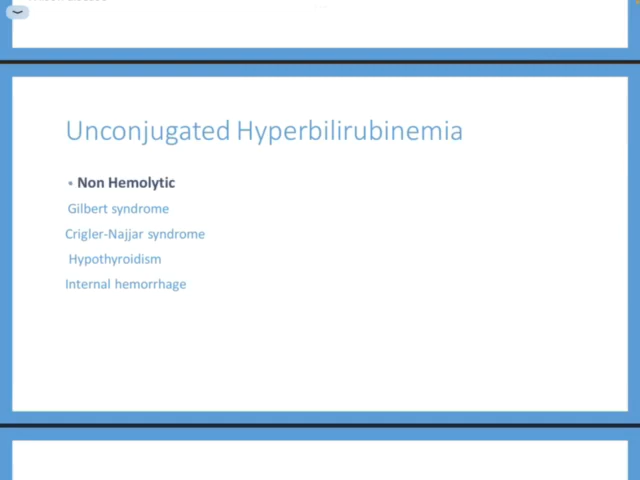 Unconjugated Hyperbilirubinemia
• Non Hemolytic
Gilbert syndrome
Crigler-Najjar syndrome
Hypothyroidism
Internal hemorrhage